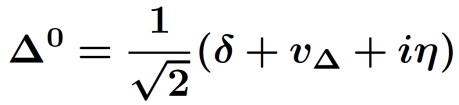 Δ⁰ = 1/√2 (δ + v_Δ + iη)